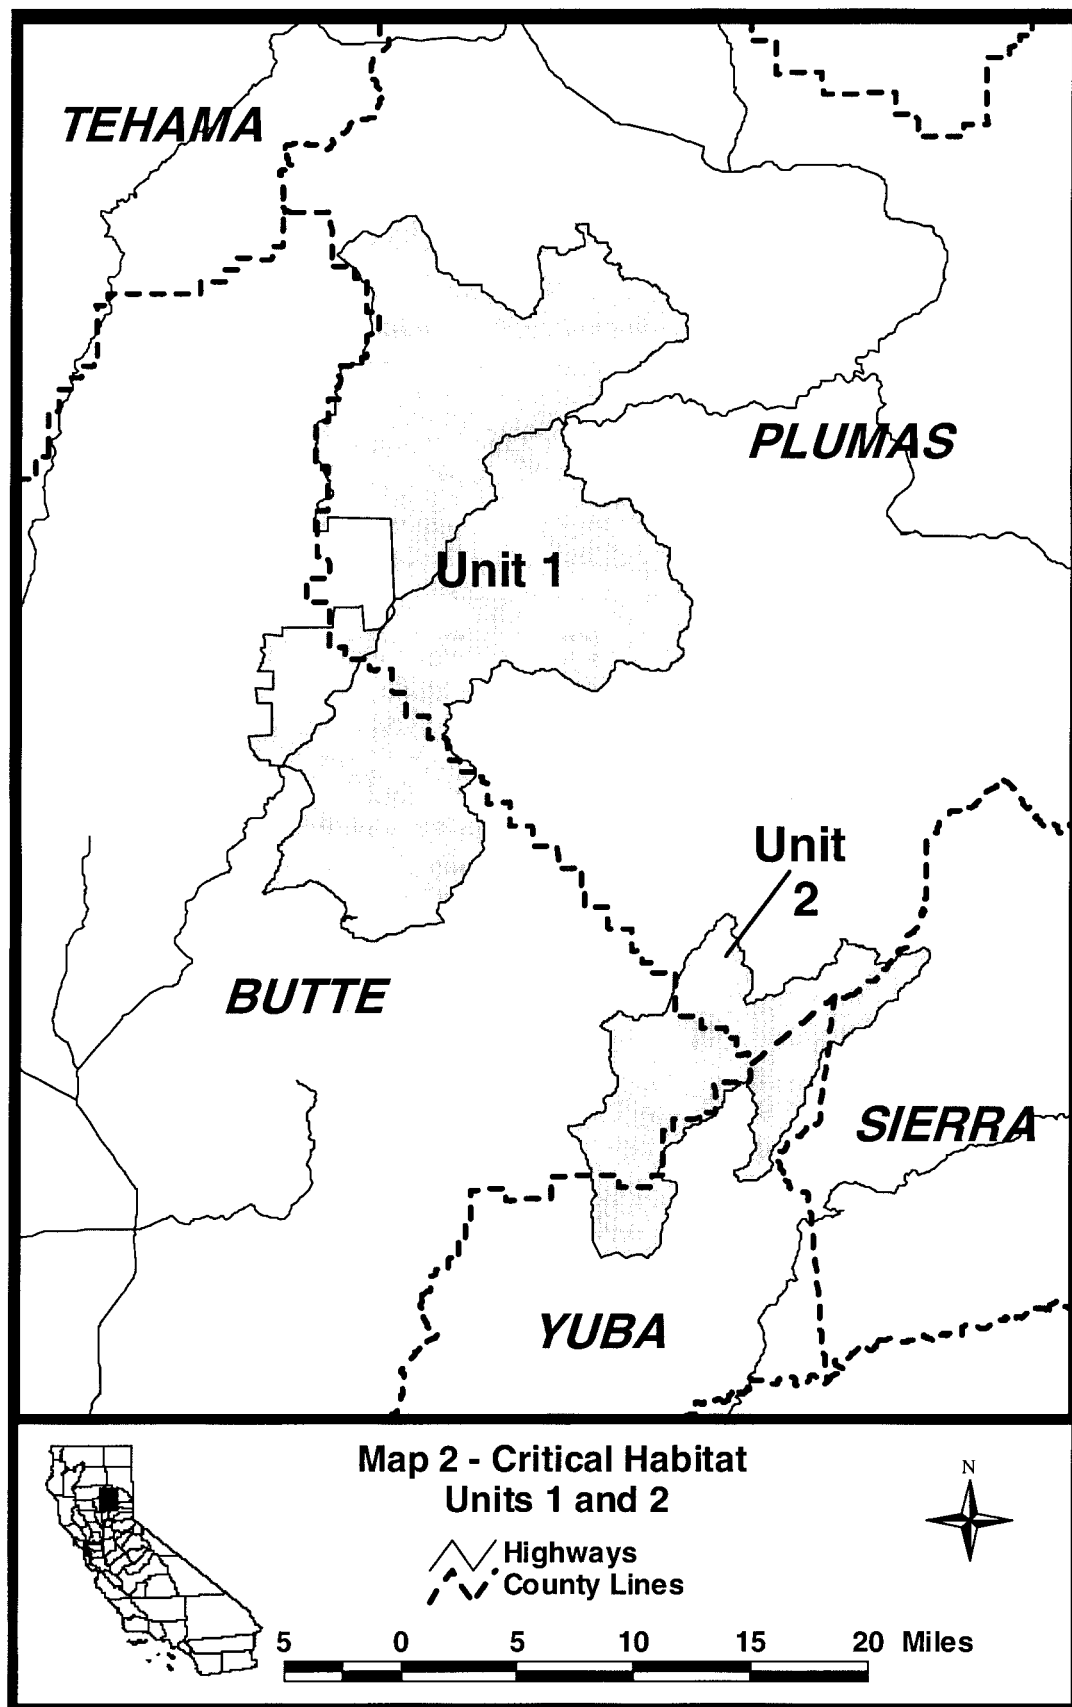 TEHAMA
PLUMAS
Unit 1
Unit
2
BUTTE
SIERRA
YUBA
Map 2 - Critical Habitat
Units 1 and 2
N
Highways
County Lines
5 0 5 10 15 20 Miles